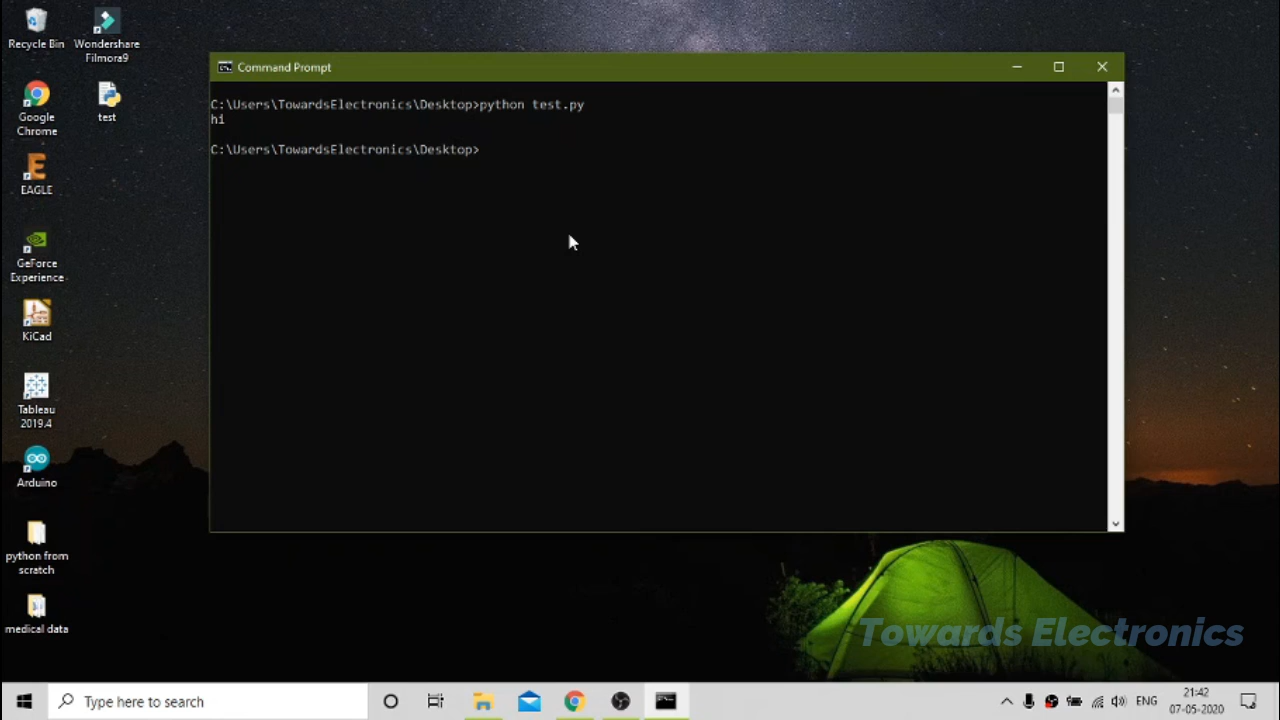 Recycle Bin
Wondershare
Filmora9
Google
Chrome
test
EAGLE
GeForce
Experience
KiCad
Tableau
2019.4
Arduino
python from
scratch
medical data
Command Prompt
C:\Users\TowardsElectronics\Desktop>python test.py
hi
C:\Users\TowardsElectronics\Desktop>
Towards Electronics
Type here to search
ENG
21:42
07-05-2020